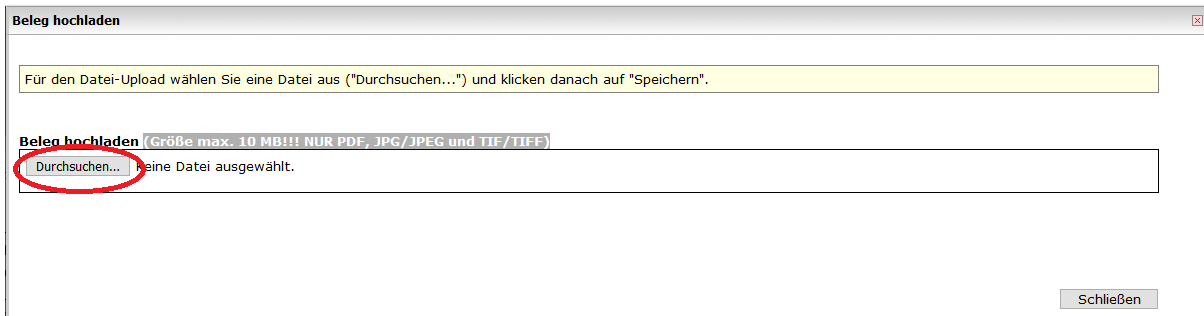 Beleg hochladen
Für den Datei-Upload wählen Sie eine Datei aus ("Durchsuchen...") und klicken danach auf "Speichern".
Beleg hochladen (Größe max. 10 MB!!! NUR PDF, JPG/JPEG und TIF/TIFF)
Durchsuchen... Keine Datei ausgewählt.
Schließen